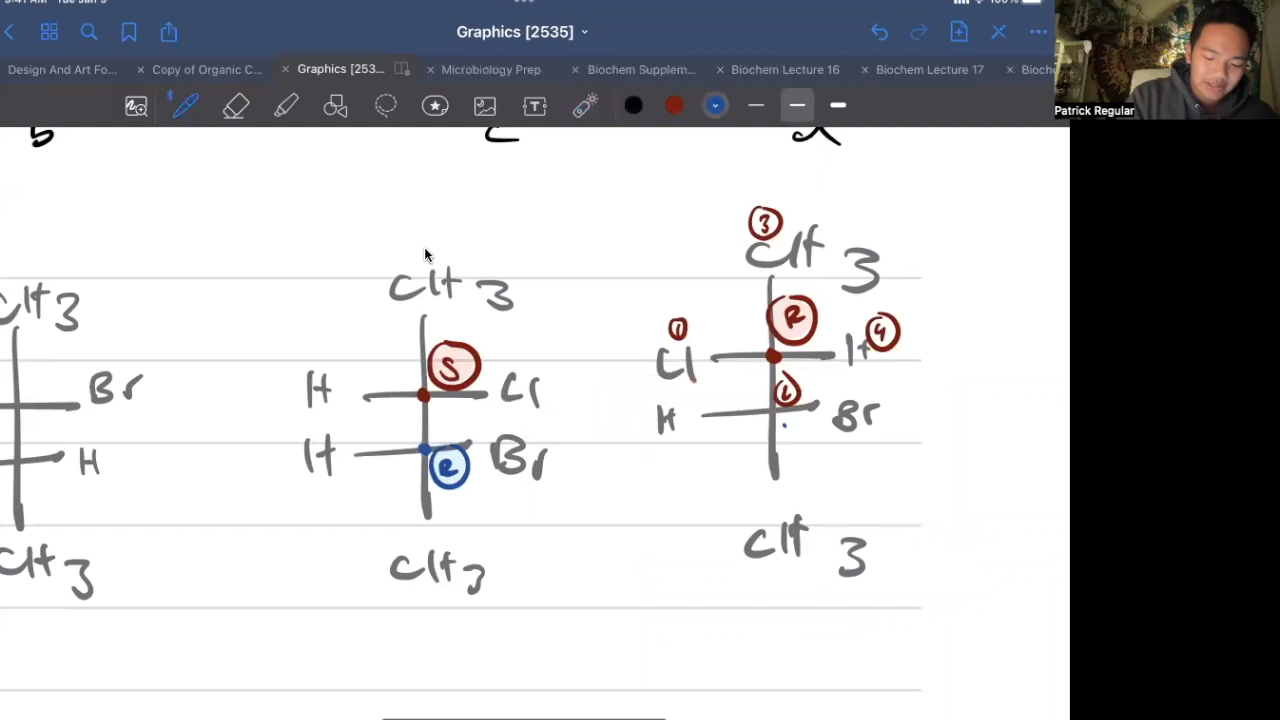 Graphics [2535]
Design And Art Fo...
Copy of Organic C...
Graphics [253...
Microbiology Prep
Biochem Supplem...
Biochem Lecture 16
Biochem Lecture 17
Patrick Regular
c
d
CH3
Br
H
CH3
CH3
S
H Cl
H Br
R
CH3
3
CH3
R
1 4
Cl H
H Br
CH3